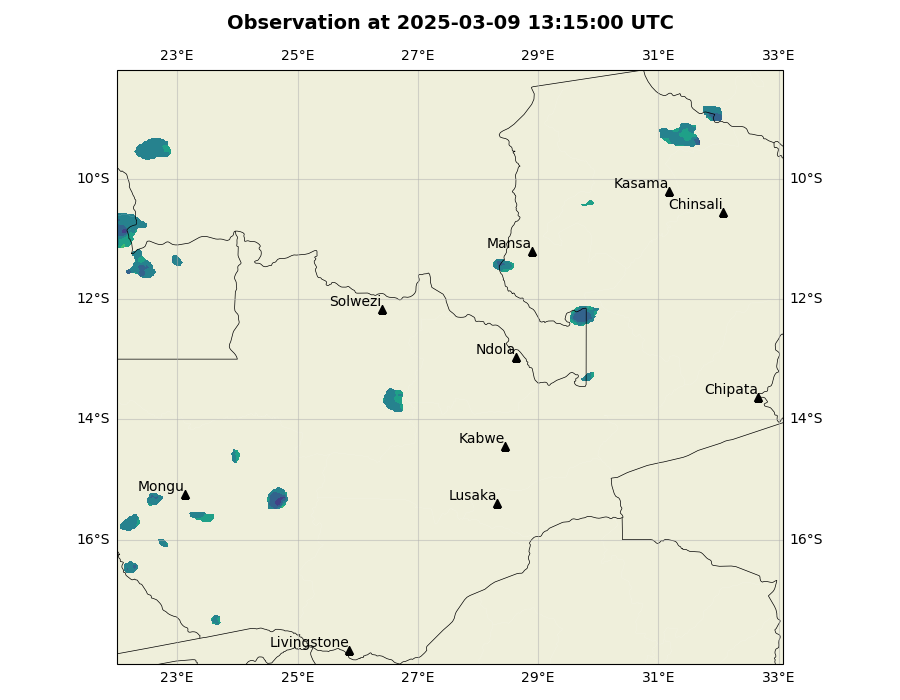 Observation at 2025-03-09 13:15:00 UTC
23°E 25°E 27°E 29°E 31°E 33°E
10°S 10°S
Kasama
Chinsali
Mansa
12°S 12°S
Solwezi
Ndola
Chipata
14°S 14°S
Kabwe
Mongu
Lusaka
16°S 16°S
Livingstone
23°E 25°E 27°E 29°E 31°E 33°E